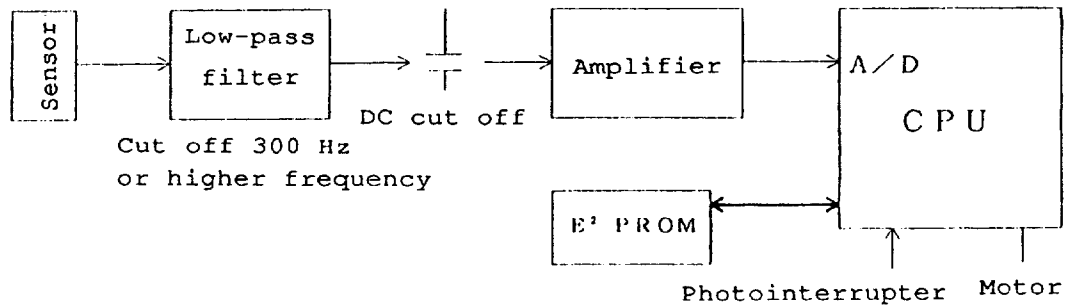 Sensor
Low-pass
filter
Cut off 300 Hz
or higher frequency
DC cut off
Amplifier
A/D
CPU
E² PROM
Photointerrupter
Motor